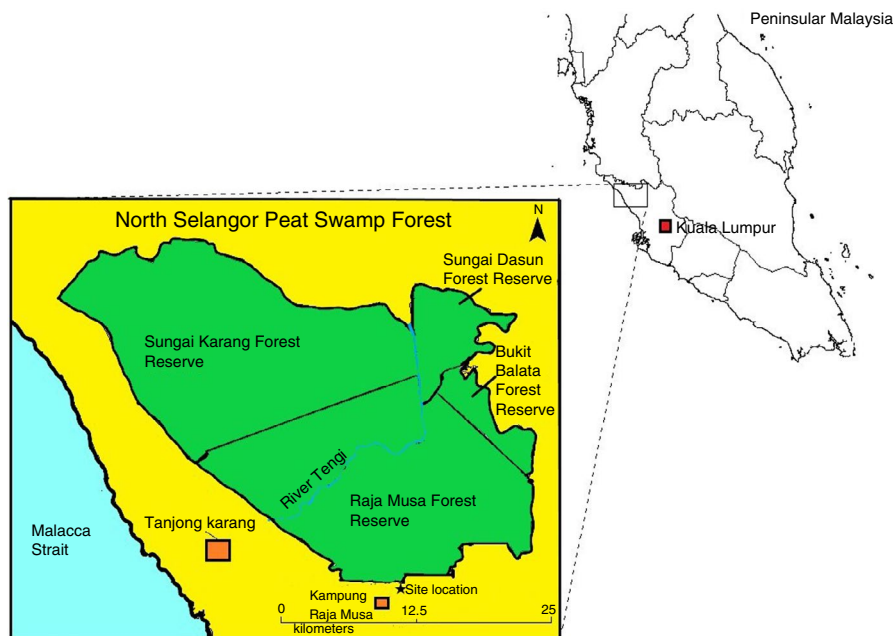 Peninsular Malaysia
Kuala Lumpur
North Selangor Peat Swamp Forest
N
Sungai Dasun
Forest Reserve
Sungai Karang Forest
Reserve
Bukit
Balata
Forest
Reserve
River Tengi
Raja Musa Forest
Reserve
Tanjong karang
Malacca
Strait
Site location
Kampung
Raja Musa
0
12.5
25
kilometers